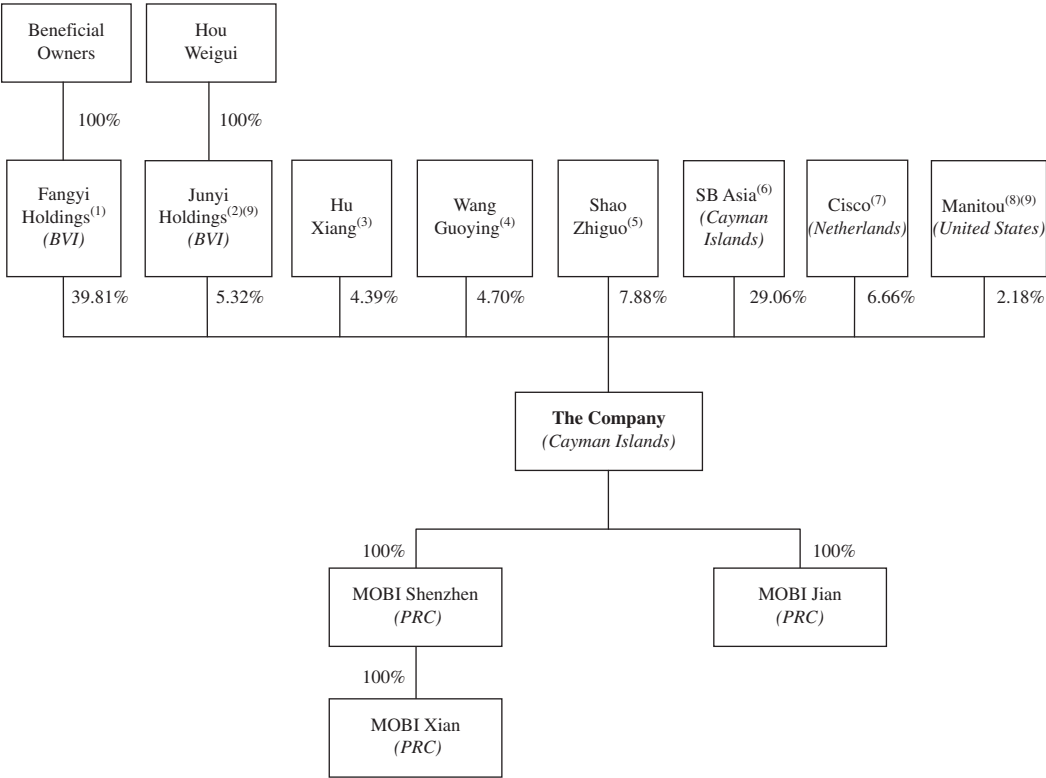 Beneficial
Owners
Hou
Weigui
100%
100%
Fangyi
Holdings(1)
(BVI)
Junyi
Holdings(2)(9)
(BVI)
Hu
Xiang(3)
Wang
Guoying(4)
Shao
Zhiguo(5)
SB Asia(6)
(Cayman
Islands)
Cisco(7)
(Netherlands)
Manitou(8)(9)
(United States)
39.81%
5.32%
4.39%
4.70%
7.88%
29.06%
6.66%
2.18%
The Company
(Cayman Islands)
100%
100%
MOBI Shenzhen
(PRC)
MOBI Jian
(PRC)
100%
MOBI Xian
(PRC)